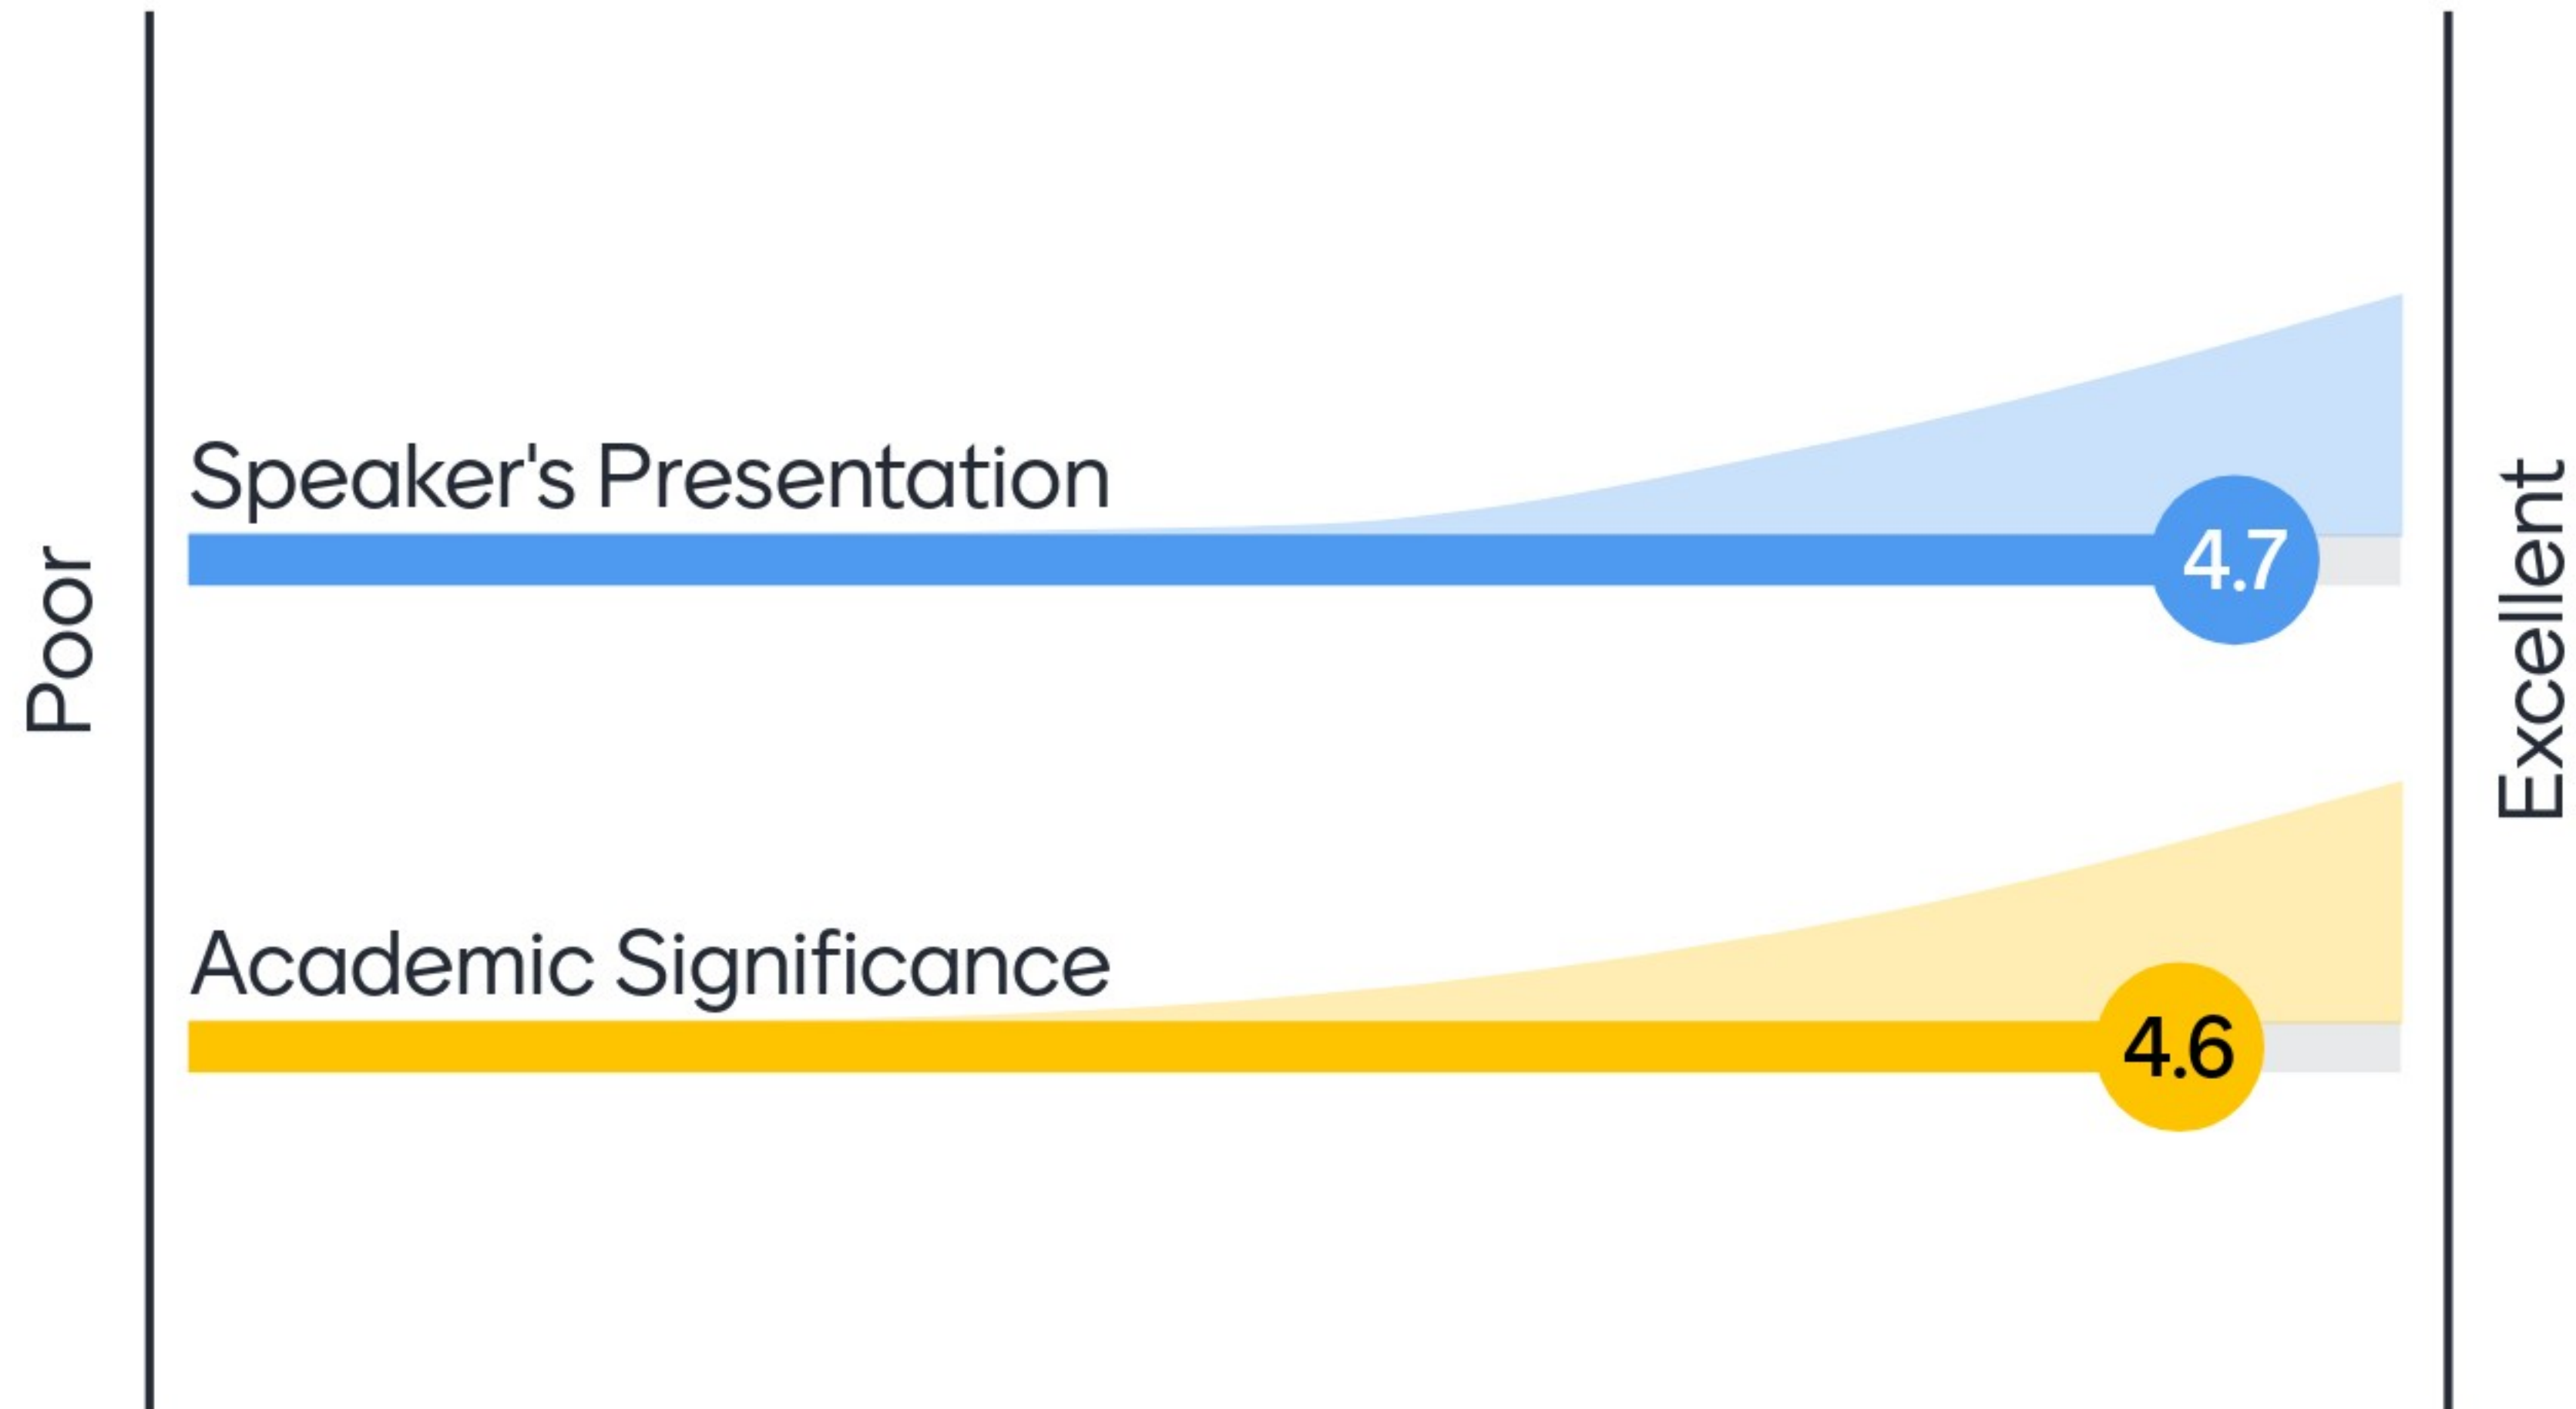 Poor
Speaker's Presentation
4.7
Academic Significance
4.6
Excellent